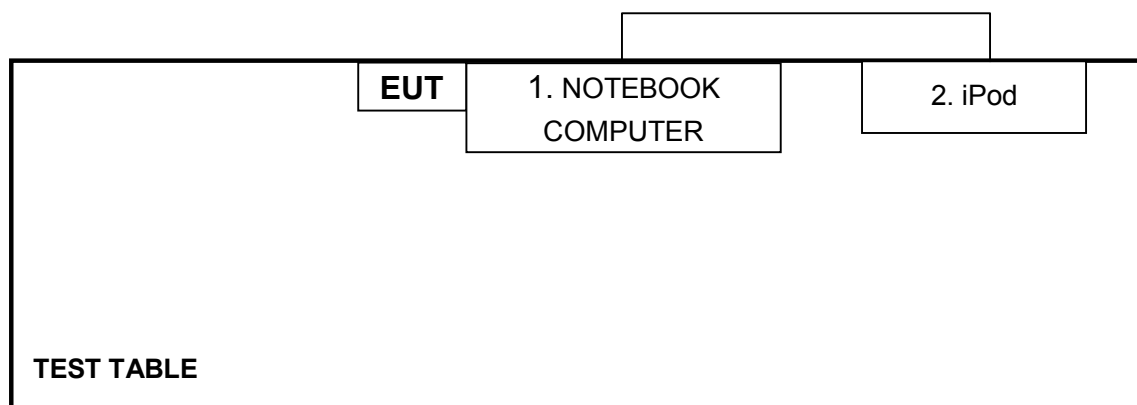 EUT
1. NOTEBOOK
COMPUTER
2. iPod
TEST TABLE